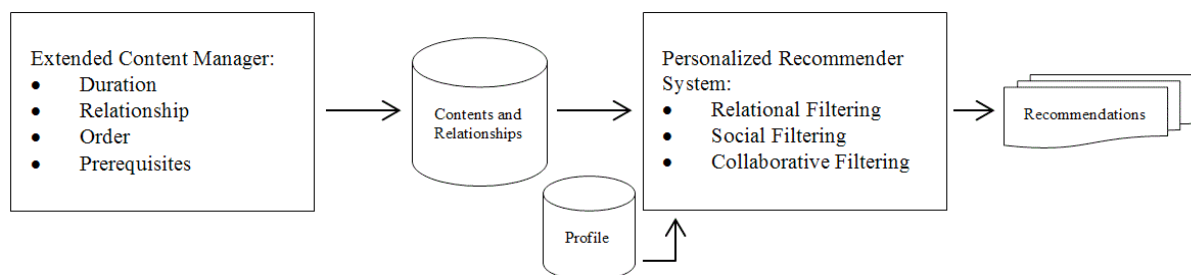 Extended Content Manager:
• Duration
• Relationship
• Order
• Prerequisites
Contents and
Relationships
Profile
Personalized Recommender
System:
• Relational Filtering
• Social Filtering
• Collaborative Filtering
Recommendations